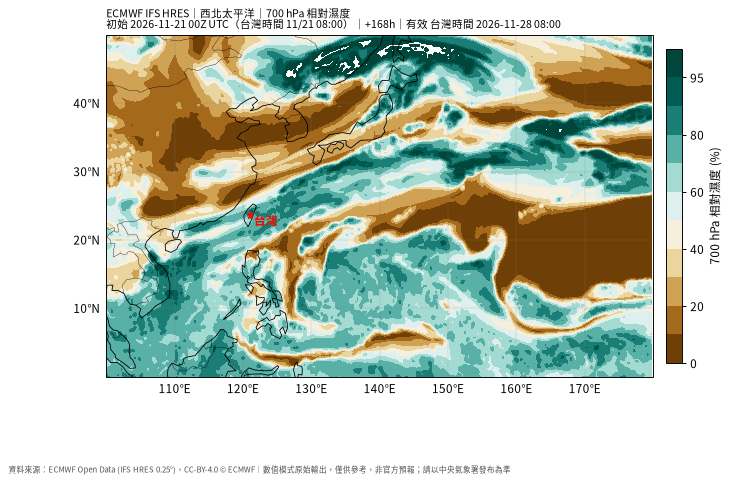 ECMWF IFS HRES｜西北太平洋｜700 hPa 相對濕度
初始 2026-11-21 00Z UTC（台灣時間 11/21 08:00）｜+168h｜有效 台灣時間 2026-11-28 08:00
40°N
30°N
20°N
10°N
110°E 120°E 130°E 140°E 150°E 160°E 170°E
台灣
95
80
60
40
20
0
700 hPa 相對濕度 (%)
資料來源：ECMWF Open Data (IFS HRES 0.25°)，CC-BY-4.0 © ECMWF｜數值模式原始輸出，僅供參考，非官方預報；請以中央氣象署發布為準